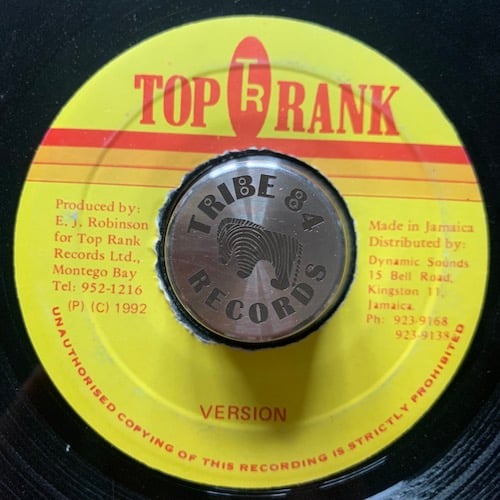 TOP TR RANK
TRIBE 84
RECORDS
Produced by:
E. J. Robinson
for Top Rank
Records Ltd.,
Montego Bay
Tel: 952-1216
(P) (C) 1992
Made in Jamaica
Distributed by:
Dynamic Sounds
15 Bell Road,
Kingston 11,
Jamaica.
Ph: 923-9168
923-9138
VERSION
UNAUTHORISED COPYING OF THIS RECORDING IS STRICTLY PROHIBITED